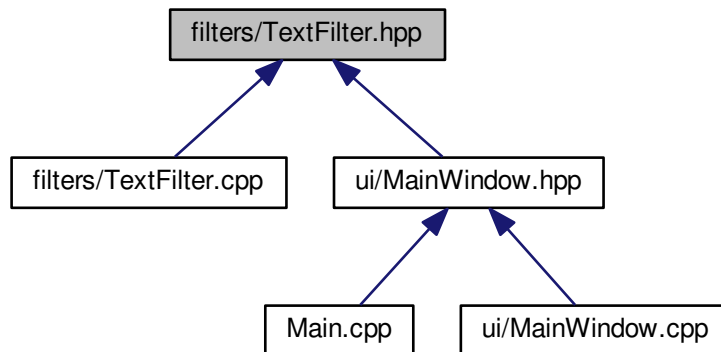 filters/TextFilter.hpp
filters/TextFilter.cpp
ui/MainWindow.hpp
Main.cpp
ui/MainWindow.cpp